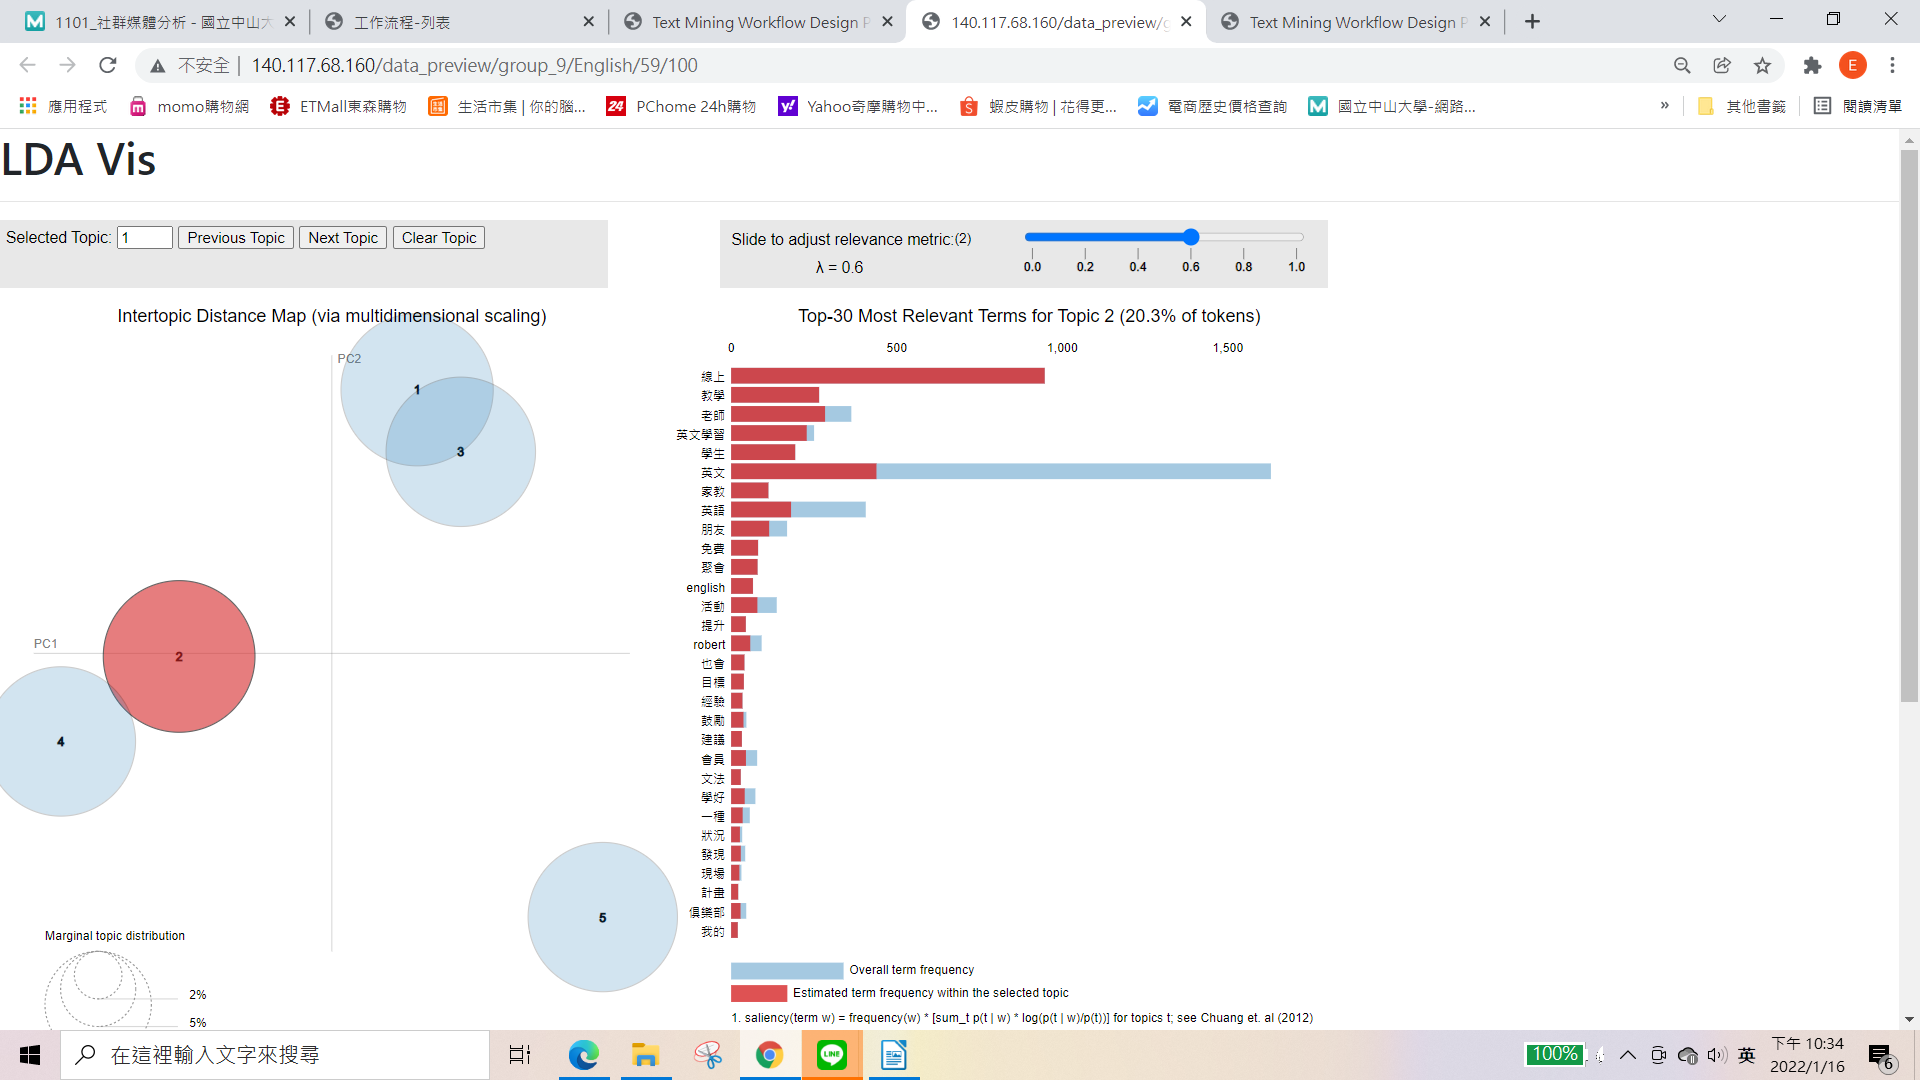 1101_社群媒體分析 - 國立中山大
工作流程-列表
Text Mining Workflow Design P
140.117.68.160/data_preview/g
Text Mining Workflow Design P
不安全 | 140.117.68.160/data_preview/group_9/English/59/100
E
應用程式
momo購物網
ETMall東森購物
生活市集 | 你的腦...
PChome 24h購物
Yahoo奇摩購物中...
蝦皮購物 | 花得更...
電商歷史價格查詢
國立中山大學-網路...
»
其他書籤
閱讀清單
LDA Vis
Selected Topic: 1 Previous Topic Next Topic Clear Topic
Slide to adjust relevance metric:(2)
λ = 0.6
0.0 0.2 0.4 0.6 0.8 1.0
Intertopic Distance Map (via multidimensional scaling)
PC2
1
3
PC1
2
4
5
Marginal topic distribution
2%
5%
Top-30 Most Relevant Terms for Topic 2 (20.3% of tokens)
0 500 1,000 1,500
線上
教學
老師
英文學習
學生
英文
家教
英語
朋友
免費
聚會
english
活動
提升
robert
也會
目標
經驗
鼓勵
建議
會員
文法
學好
一種
狀況
發現
現場
計畫
俱樂部
我的
Overall term frequency
Estimated term frequency within the selected topic
1. saliency(term w) = frequency(w) * [sum_t p(t | w) * log(p(t | w)/p(t))] for topics t; see Chuang et. al (2012)
在這裡輸入文字來搜尋
LINE
100%
英
下午 10:34
2022/1/16
6